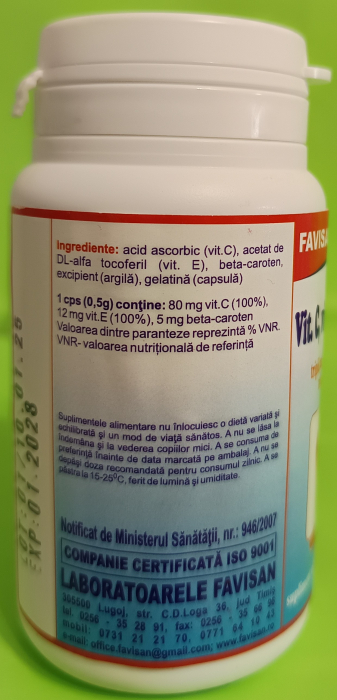 Ingrediente: acid ascorbic (vit.C), acetat de
DL-alfa tocoferil (vit. E), beta-caroten,
excipient (argilă), gelatină (capsulă)
1 cps (0,5g) conține: 80 mg vit.C (100%),
12 mg vit.E (100%), 5 mg beta-caroten
Valoarea dintre paranteze reprezintă % VNR.
VNR- valoarea nutrițională de referință
Suplimentele alimentare nu înlocuiesc o dietă variată și
echilibrată și un mod de viață sănătos. A nu se lăsa la
îndemâna și la vederea copiilor mici. A se consuma de
preferință înainte de data marcată pe ambalaj. A nu se
depăși doza recomandată pentru consumul zilnic. A se
păstra la 15-25°C, ferit de lumină și umiditate.
Notificat de Ministerul Sănătății, nr.: 946/2007
COMPANIE CERTIFICATĂ ISO 9001
LABORATOARELE FAVISAN
305500 Lugoj, str. C.D.Loga 36, jud Timiș
tel. 0256 - 35 28 91, fax: 0256 - 35 66 96
mobil: 0731 21 21 70, 0771 64 10 43
e-mail: office.favisan@gmail.com; www.favisan.ro
EXP:01.2028
FAVISAN
Vit. C